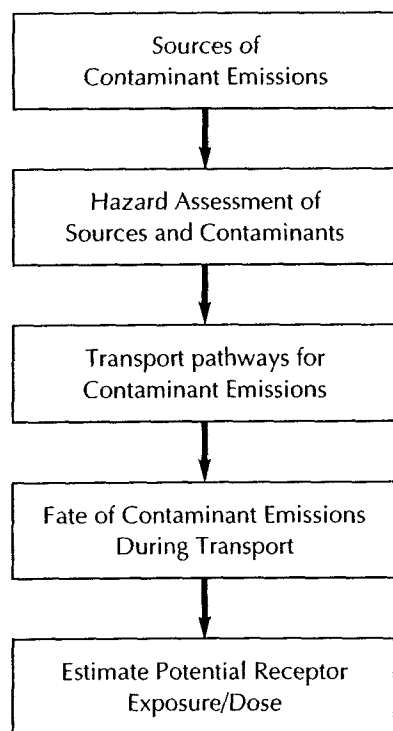 Sources of
Contaminant Emissions
Hazard Assessment of
Sources and Contaminants
Transport pathways for
Contaminant Emissions
Fate of Contaminant Emissions
During Transport
Estimate Potential Receptor
Exposure/Dose